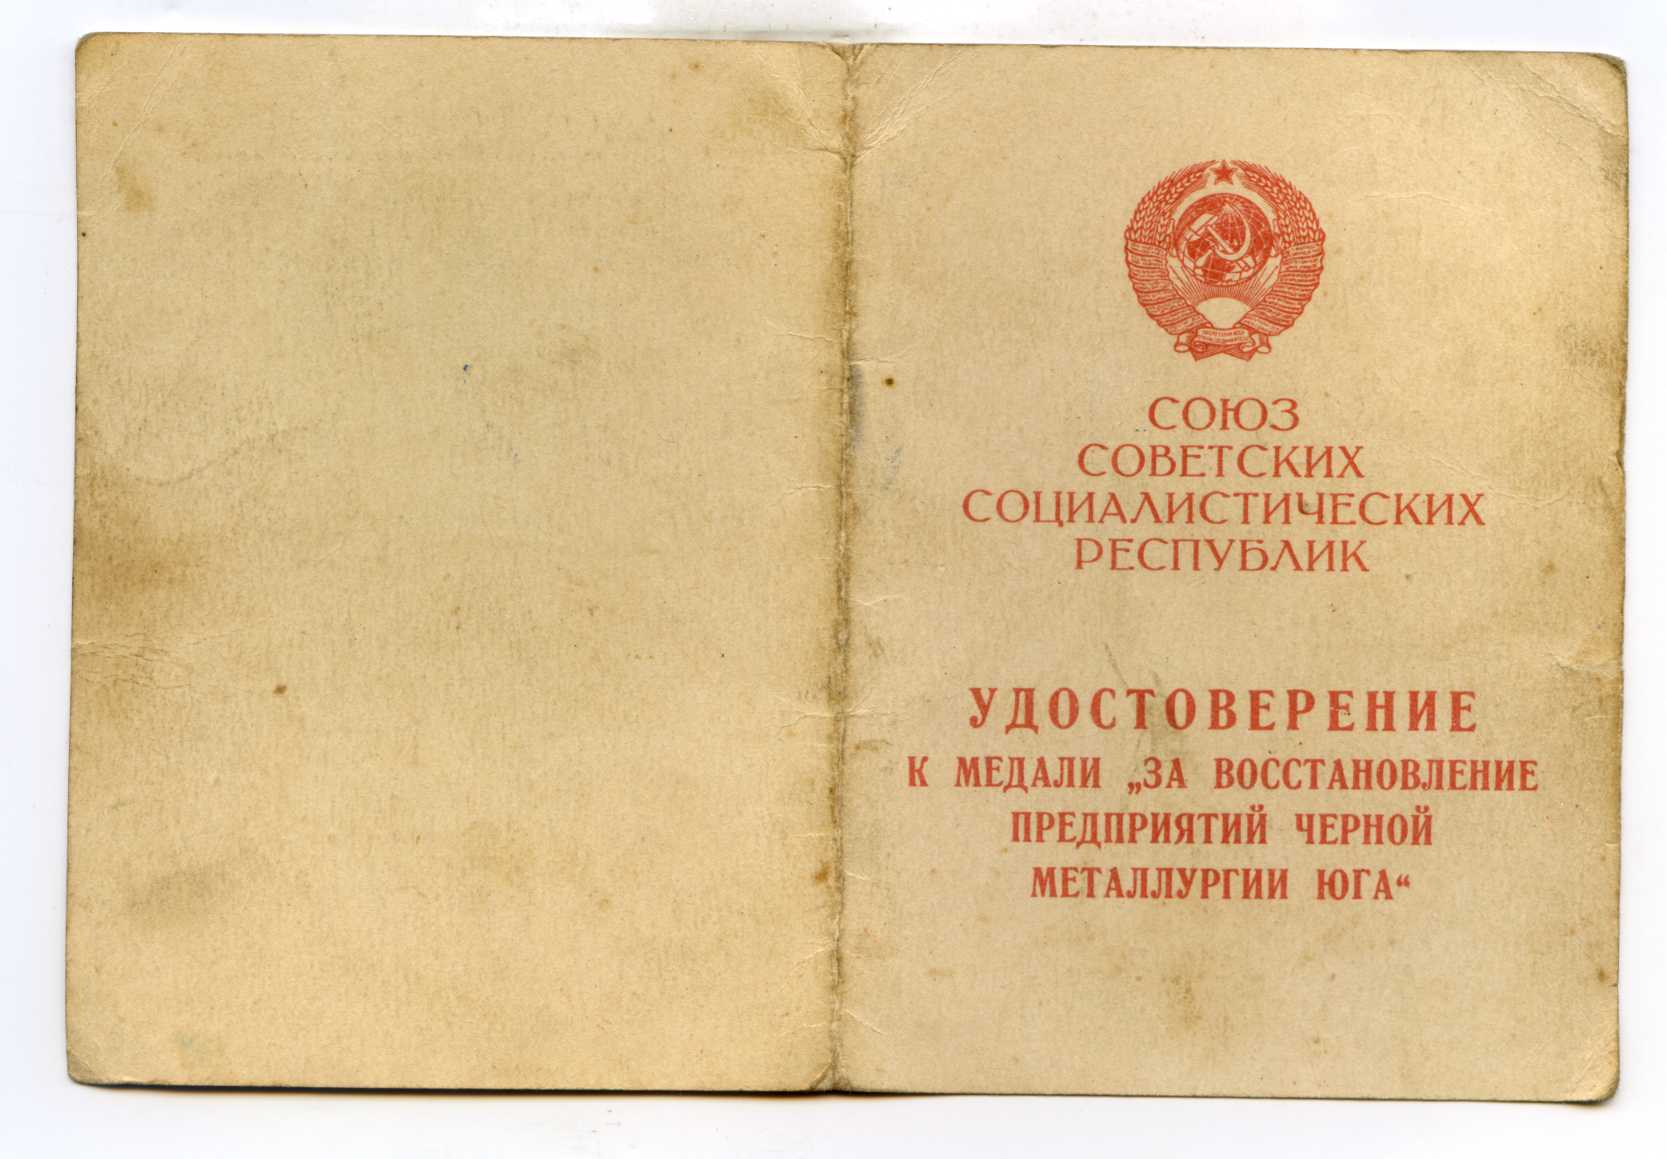 СОЮЗ
СОВЕТСКИХ
СОЦИАЛИСТИЧЕСКИХ
РЕСПУБЛИК
УДОСТОВЕРЕНИЕ
К МЕДАЛИ „ЗА ВОССТАНОВЛЕНИЕ
ПРЕДПРИЯТИЙ ЧЕРНОЙ
МЕТАЛЛУРГИИ ЮГА“